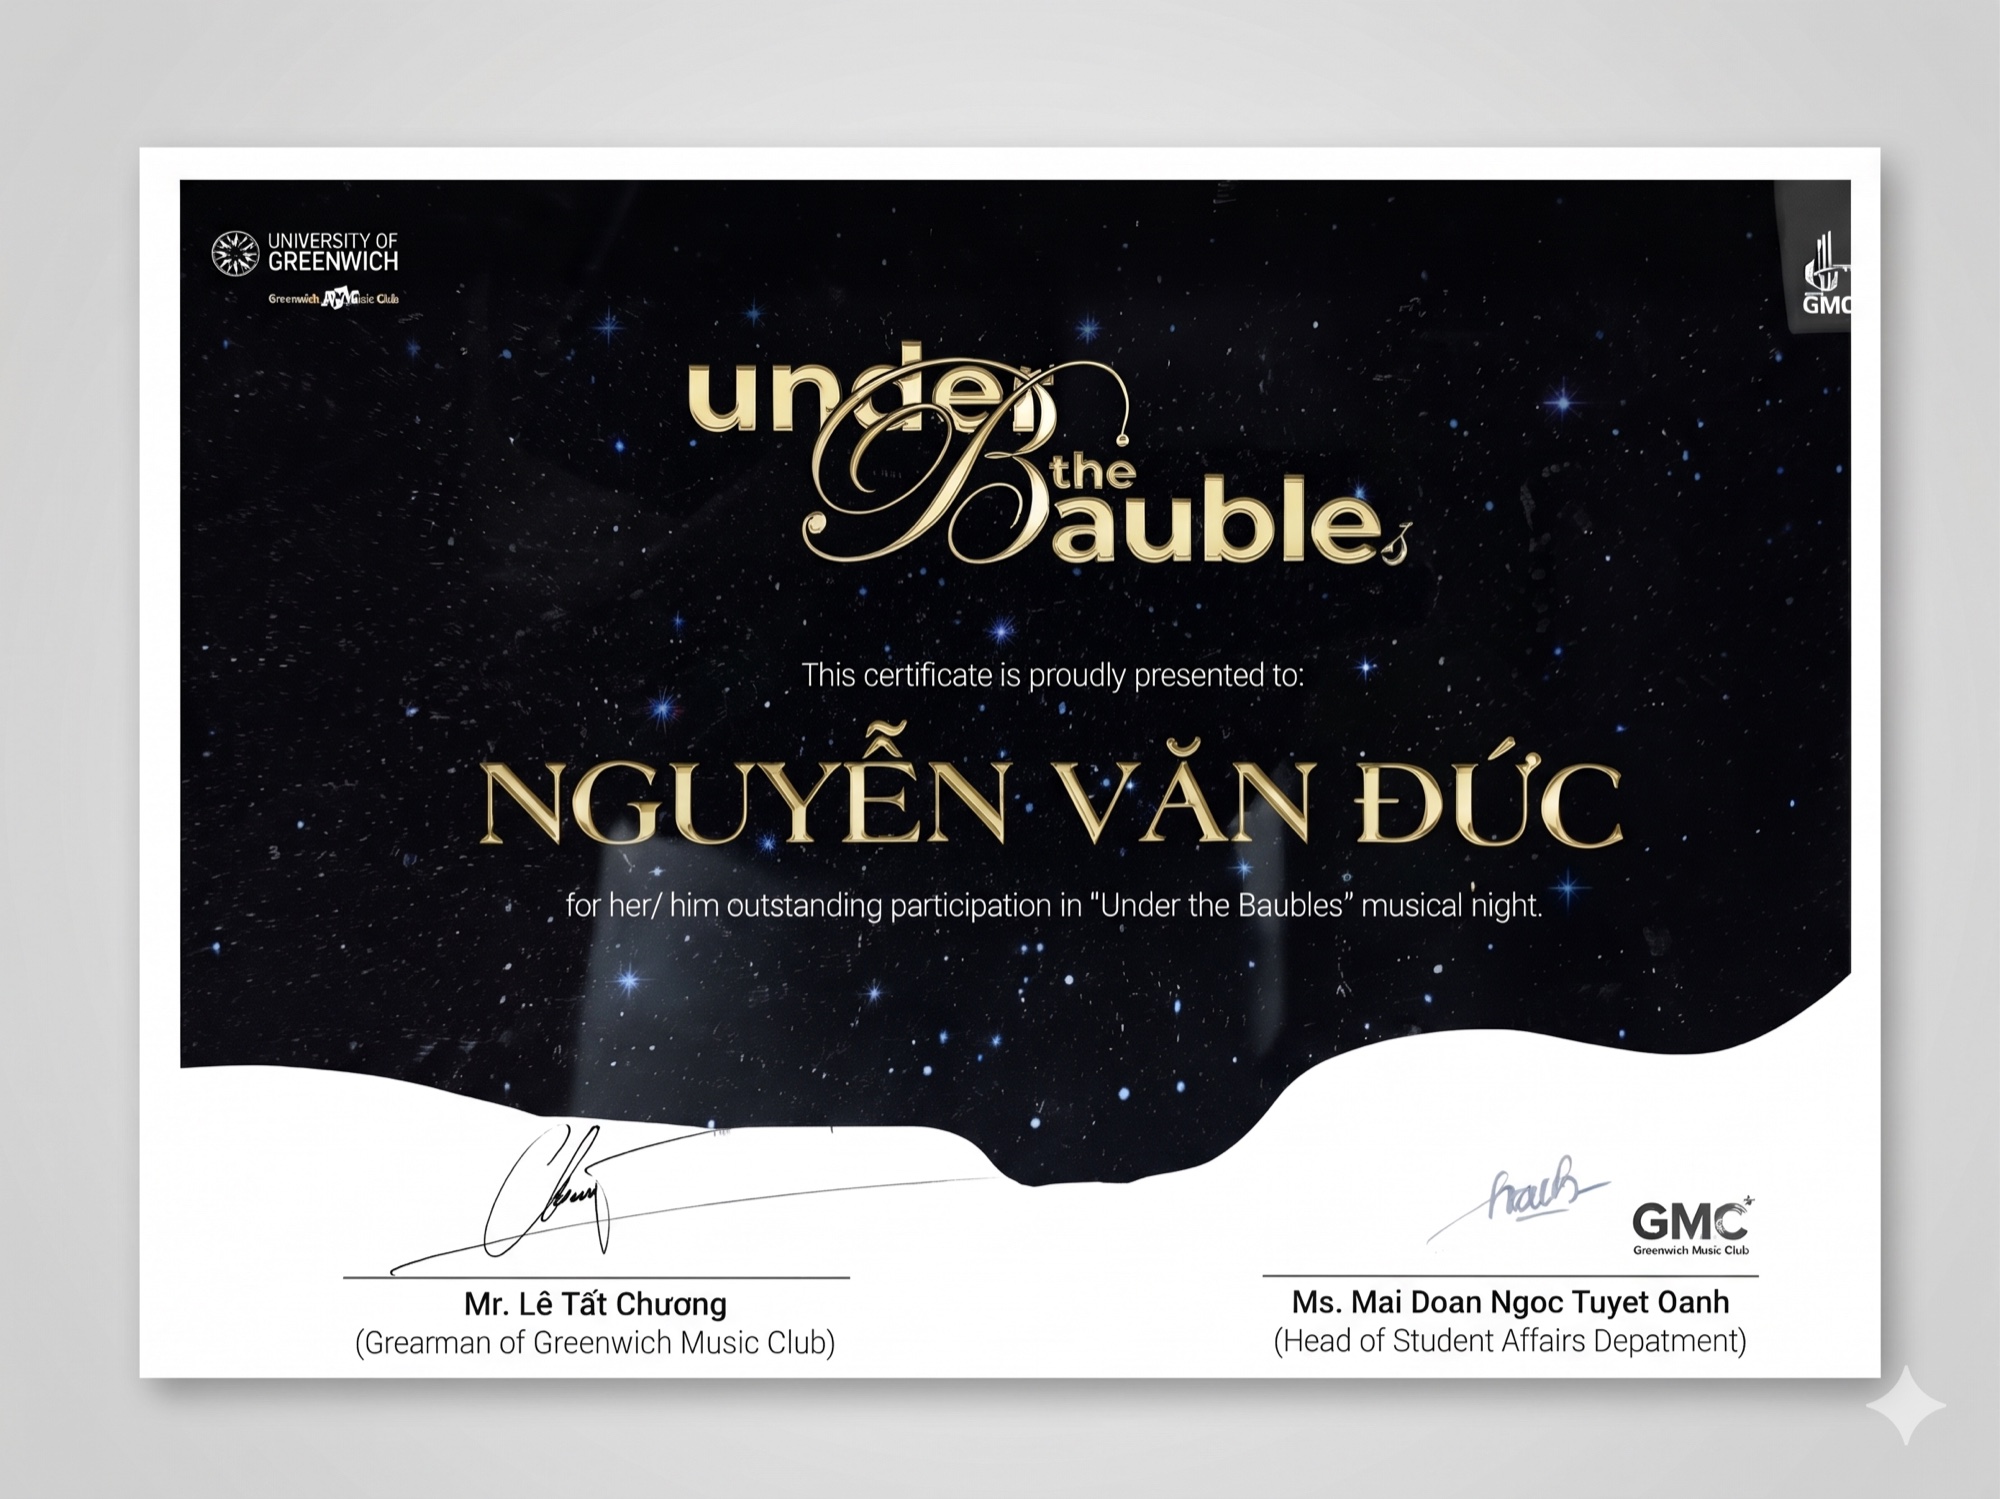 UNIVERSITY OF
GREENWICH
GMC
under
the
Bauble
This certificate is proudly presented to:
NGUYỄN VĂN ĐỨC
for her/ him outstanding participation in “Under the Baubles” musical night.
GMC
Greenwich Music Club
Mr. Lê Tất Chương
(Grearman of Greenwich Music Club)
Ms. Mai Doan Ngoc Tuyet Oanh
(Head of Student Affairs Depatment)